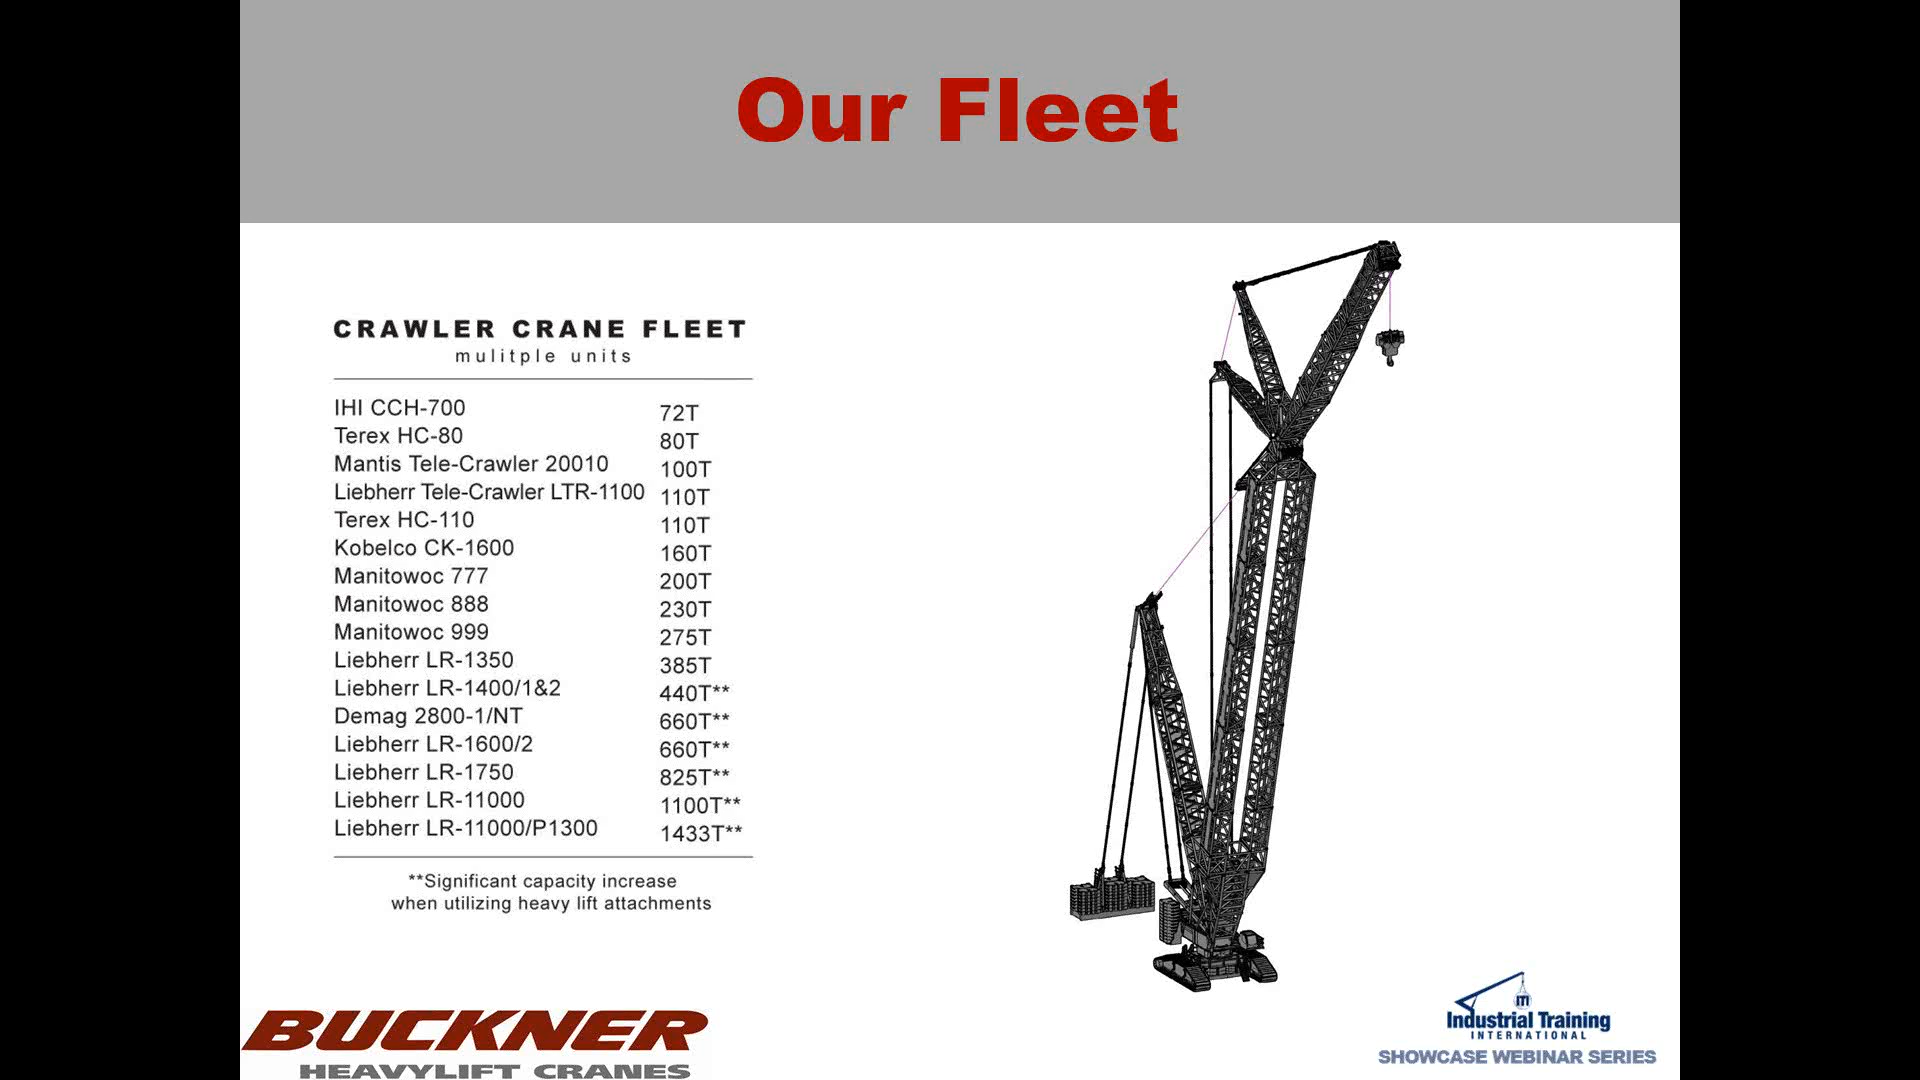 Our Fleet
CRAWLER CRANE FLEET
mulitple units
IHI CCH-700 72T
Terex HC-80 80T
Mantis Tele-Crawler 20010 100T
Liebherr Tele-Crawler LTR-1100 110T
Terex HC-110 110T
Kobelco CK-1600 160T
Manitowoc 777 200T
Manitowoc 888 230T
Manitowoc 999 275T
Liebherr LR-1350 385T
Liebherr LR-1400/1&2 440T**
Demag 2800-1/NT 660T**
Liebherr LR-1600/2 660T**
Liebherr LR-1750 825T**
Liebherr LR-11000 1100T**
Liebherr LR-11000/P1300 1433T**
**Significant capacity increase
when utilizing heavy lift attachments
BUCKNER
HEAVYLIFT CRANES
ITI
Industrial Training
INTERNATIONAL
SHOWCASE WEBINAR SERIES